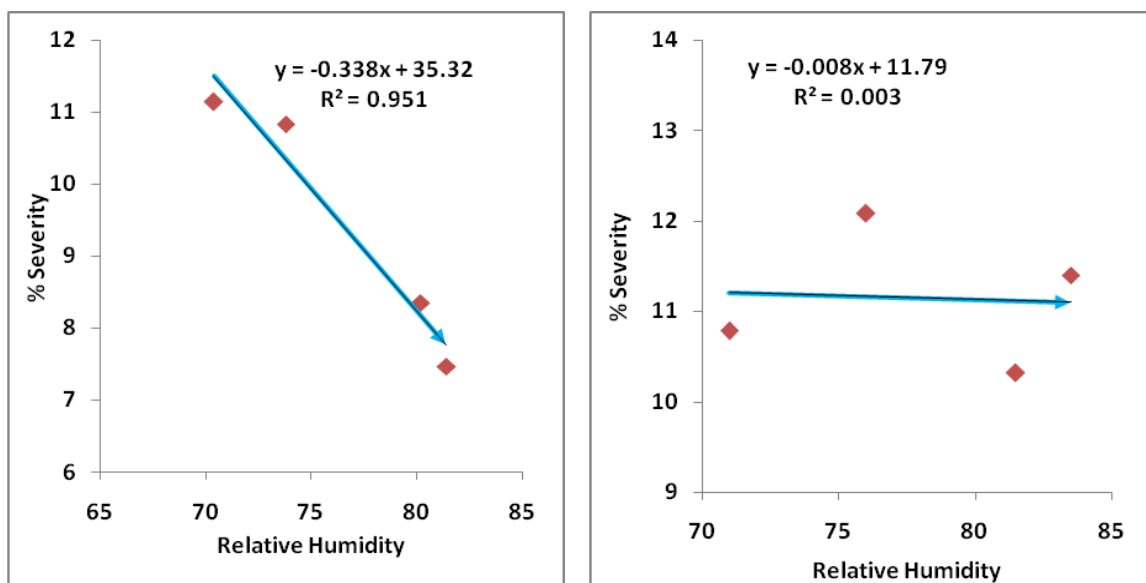 12
11
10
9
8
7
6
% Severity
y = -0.338x + 35.32
R² = 0.951
65 70 75 80 85
Relative Humidity
14
13
12
11
10
9
% Severity
y = -0.008x + 11.79
R² = 0.003
70 75 80 85
Relative Humidity